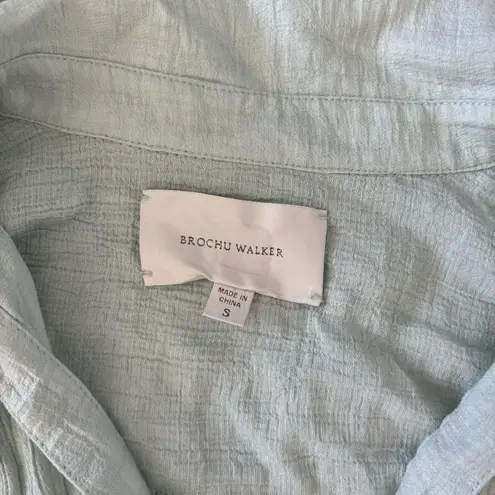 BROCHU WALKER
MADE IN
CHINA
S